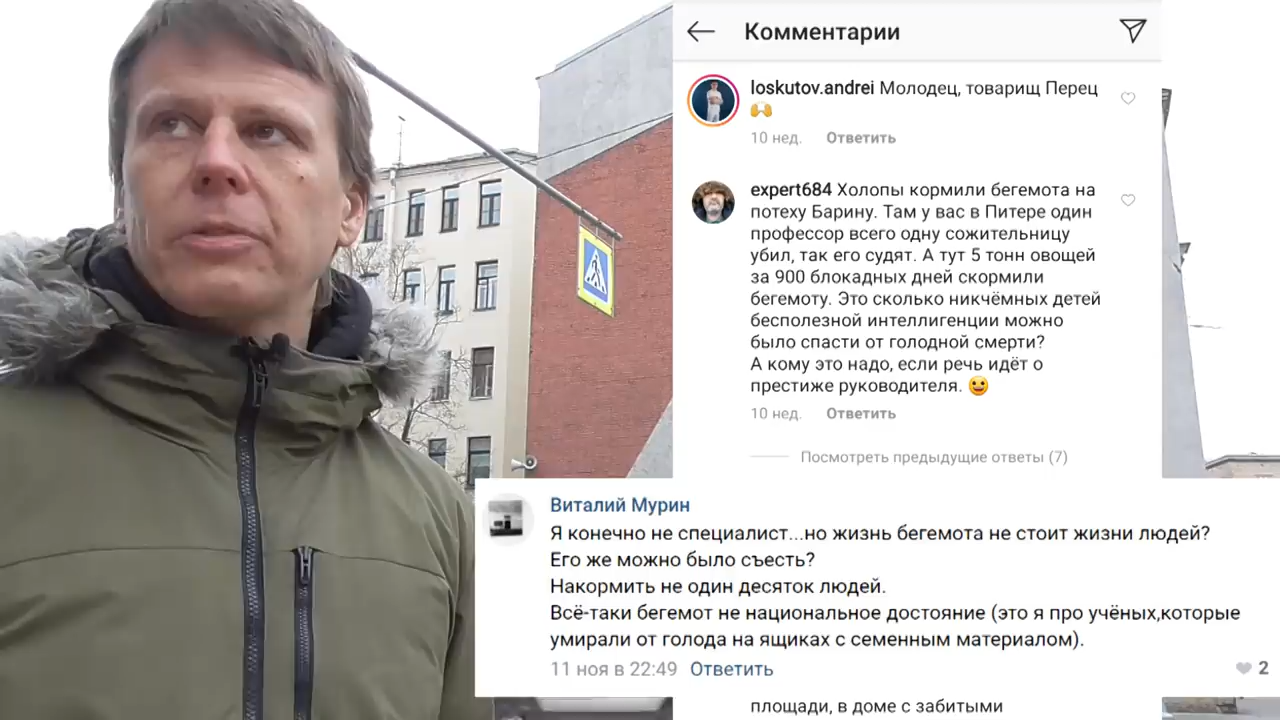 Комментарии
loskutov.andrei Молодец, товарищ Перец
🙌
10 нед. Ответить
expert684 Холопы кормили бегемота на
потеху Барину. Там у вас в Питере один
профессор всего одну сожительницу
убил, так его судят. А тут 5 тонн овощей
за 900 блокадных дней скормили
бегемоту. Это сколько никчёмных детей
бесполезной интеллигенции можно
было спасти от голодной смерти?
А кому это надо, если речь идёт о
престиже руководителя. 😀
10 нед. Ответить
Посмотреть предыдущие ответы (7)
Виталий Мурин
Я конечно не специалист...но жизнь бегемота не стоит жизни людей?
Его же можно было съесть?
Накормить не один десяток людей.
Всё-таки бегемот не национальное достояние (это я про учёных,которые
умирали от голода на ящиках с семенным материалом).
11 ноя в 22:49 Ответить
2
площади, в доме с забитыми